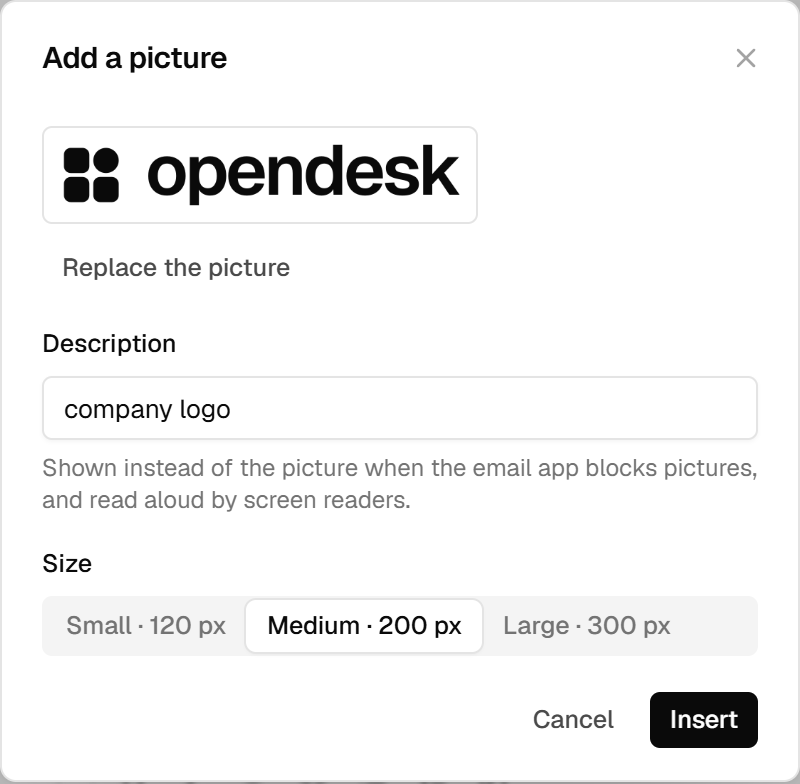 Add a picture
opendesk
Replace the picture
Description
company logo
Shown instead of the picture when the email app blocks pictures,
and read aloud by screen readers.
Size
Small · 120 px
Medium · 200 px
Large · 300 px
Cancel
Insert